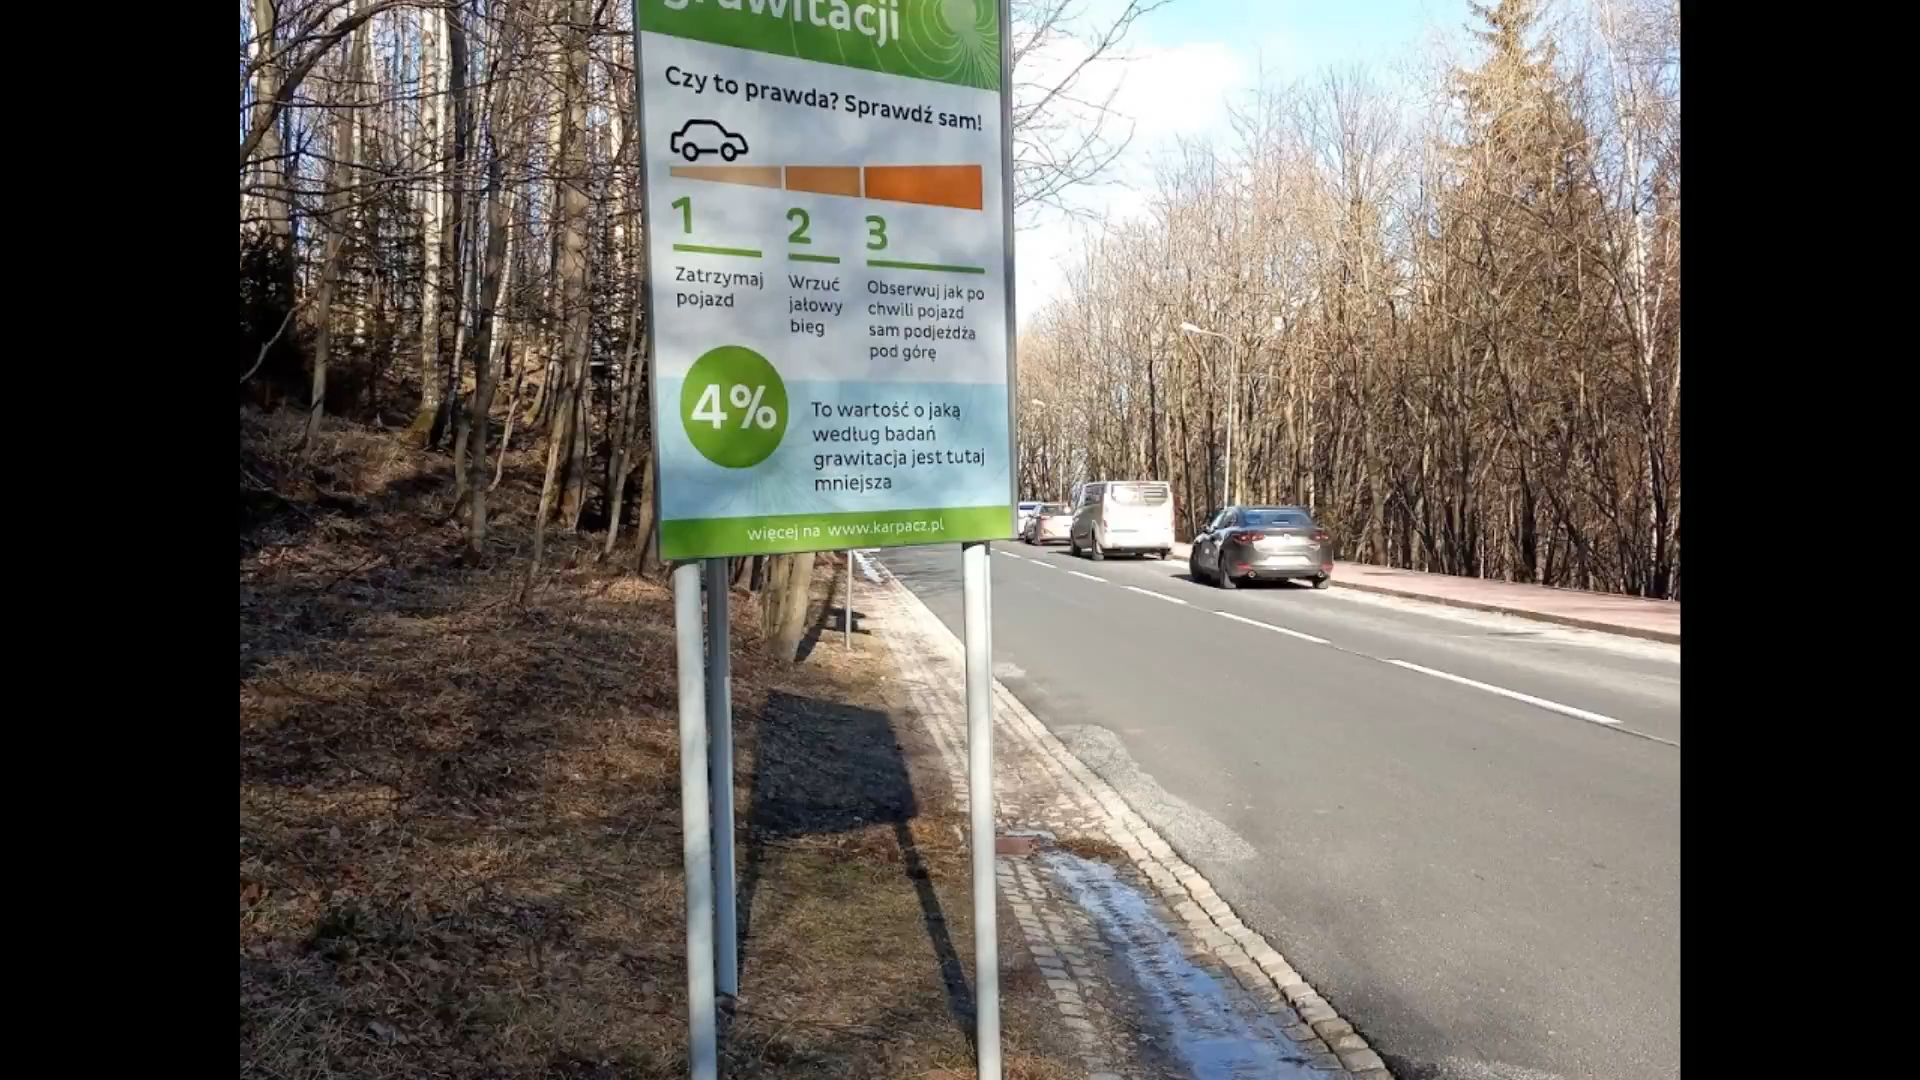 grawitacji
Czy to prawda? Sprawdź sam!
1
Zatrzymaj
pojazd
2
Wrzuć
jałowy
bieg
3
Obserwuj jak po
chwili pojazd
sam podjeżdża
pod górę
4%
To wartość o jaką
według badań
grawitacja jest tutaj
mniejsza
więcej na www.karpacz.pl